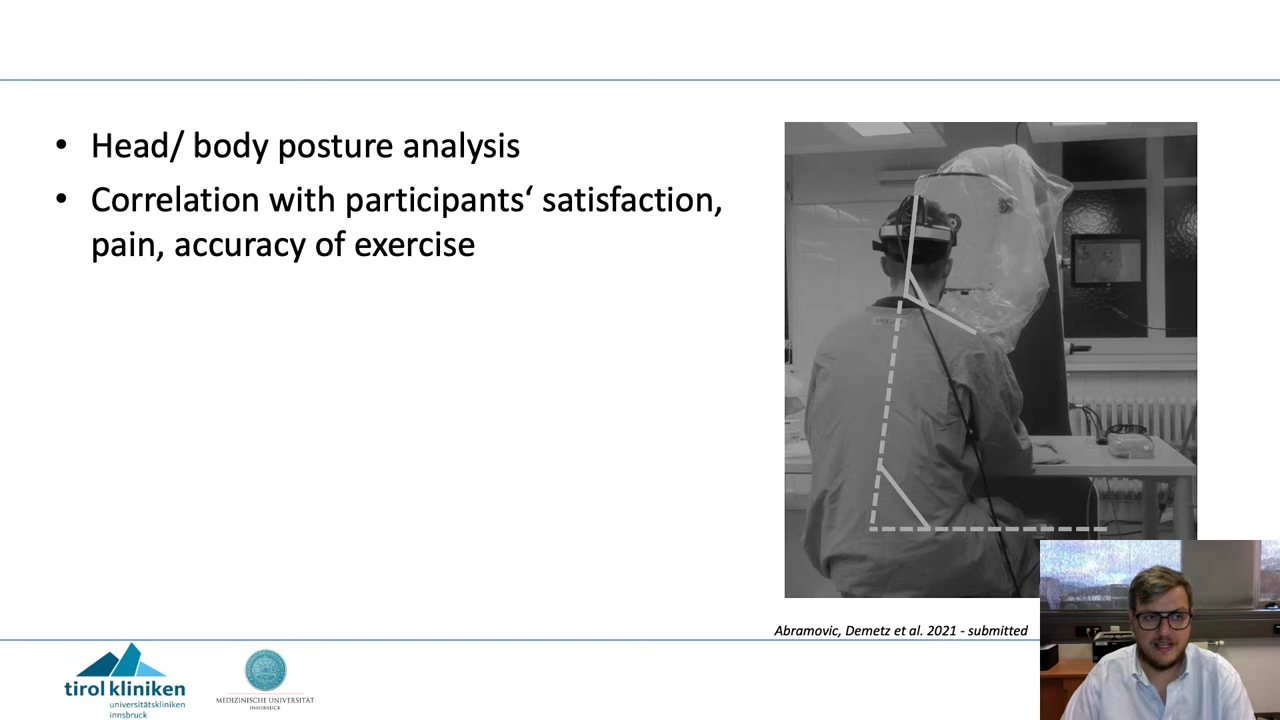 • Head/ body posture analysis
• Correlation with participants‘ satisfaction,
pain, accuracy of exercise
Abramovic, Demetz et al. 2021 - submitted
tirol kliniken
universitätskliniken
innsbruck
MEDIZINISCHE UNIVERSITÄT
INNSBRUCK